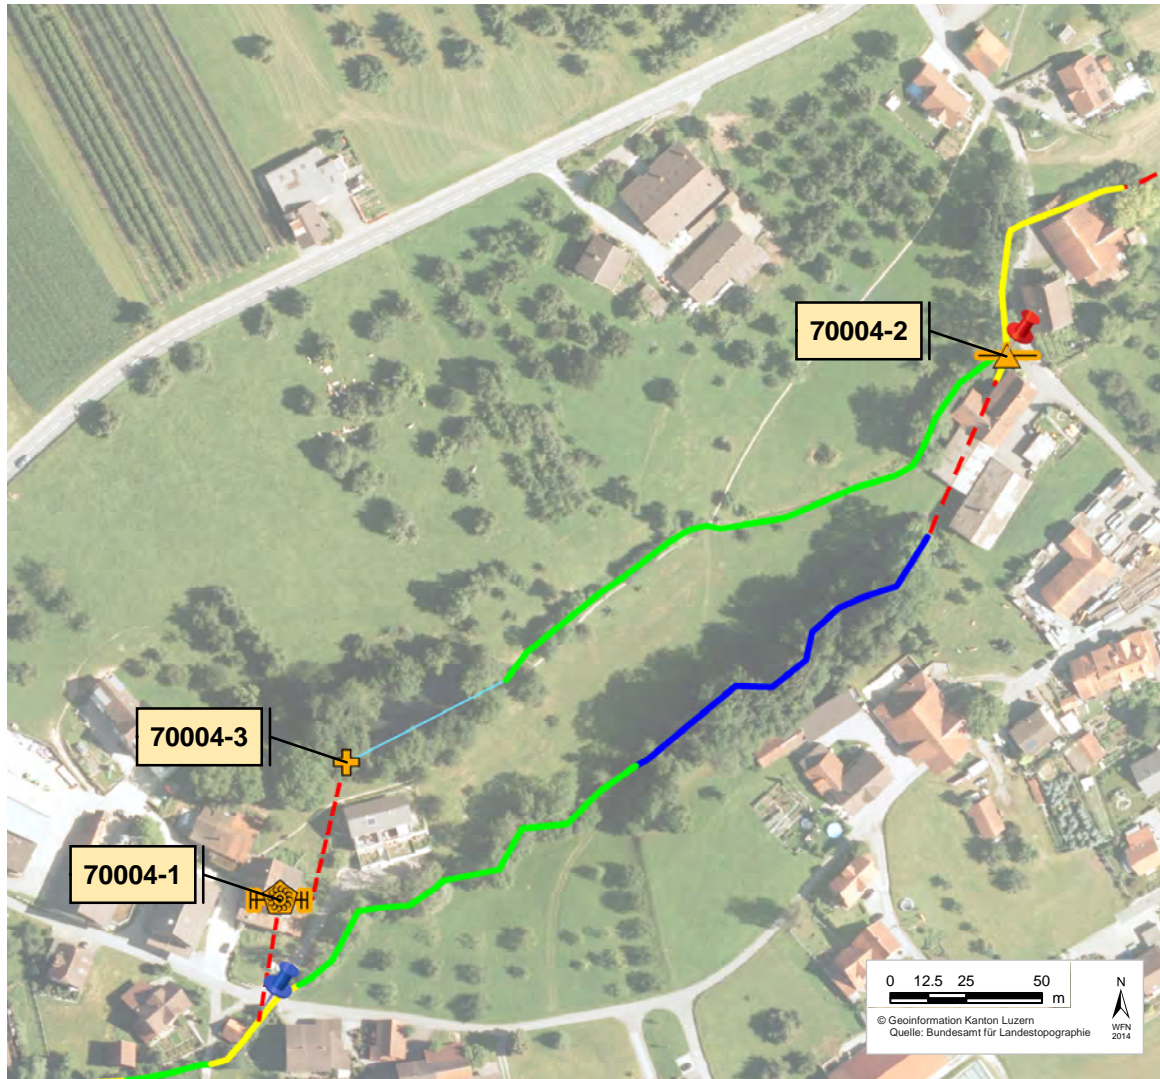 70004-2
70004-3
70004-1
0 12.5 25 50
m
N
© Geoinformation Kanton Luzern
Quelle: Bundesamt für Landestopographie
WFN
2014